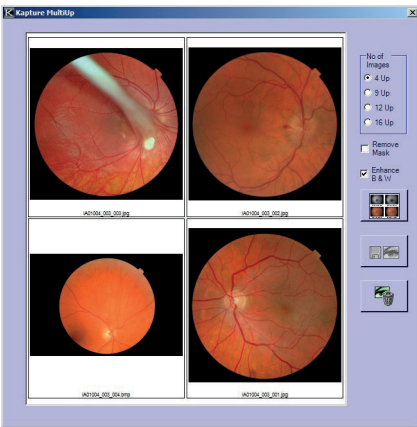 Kapture MultiUp
IA01004_003_003.jpg
IA01004_003_002.jpg
IA01004_003_004.bmp
IA01004_003_001.jpg
No of
Images
4 Up
9 Up
12 Up
16 Up
Remove
Mask
Enhance
B & W